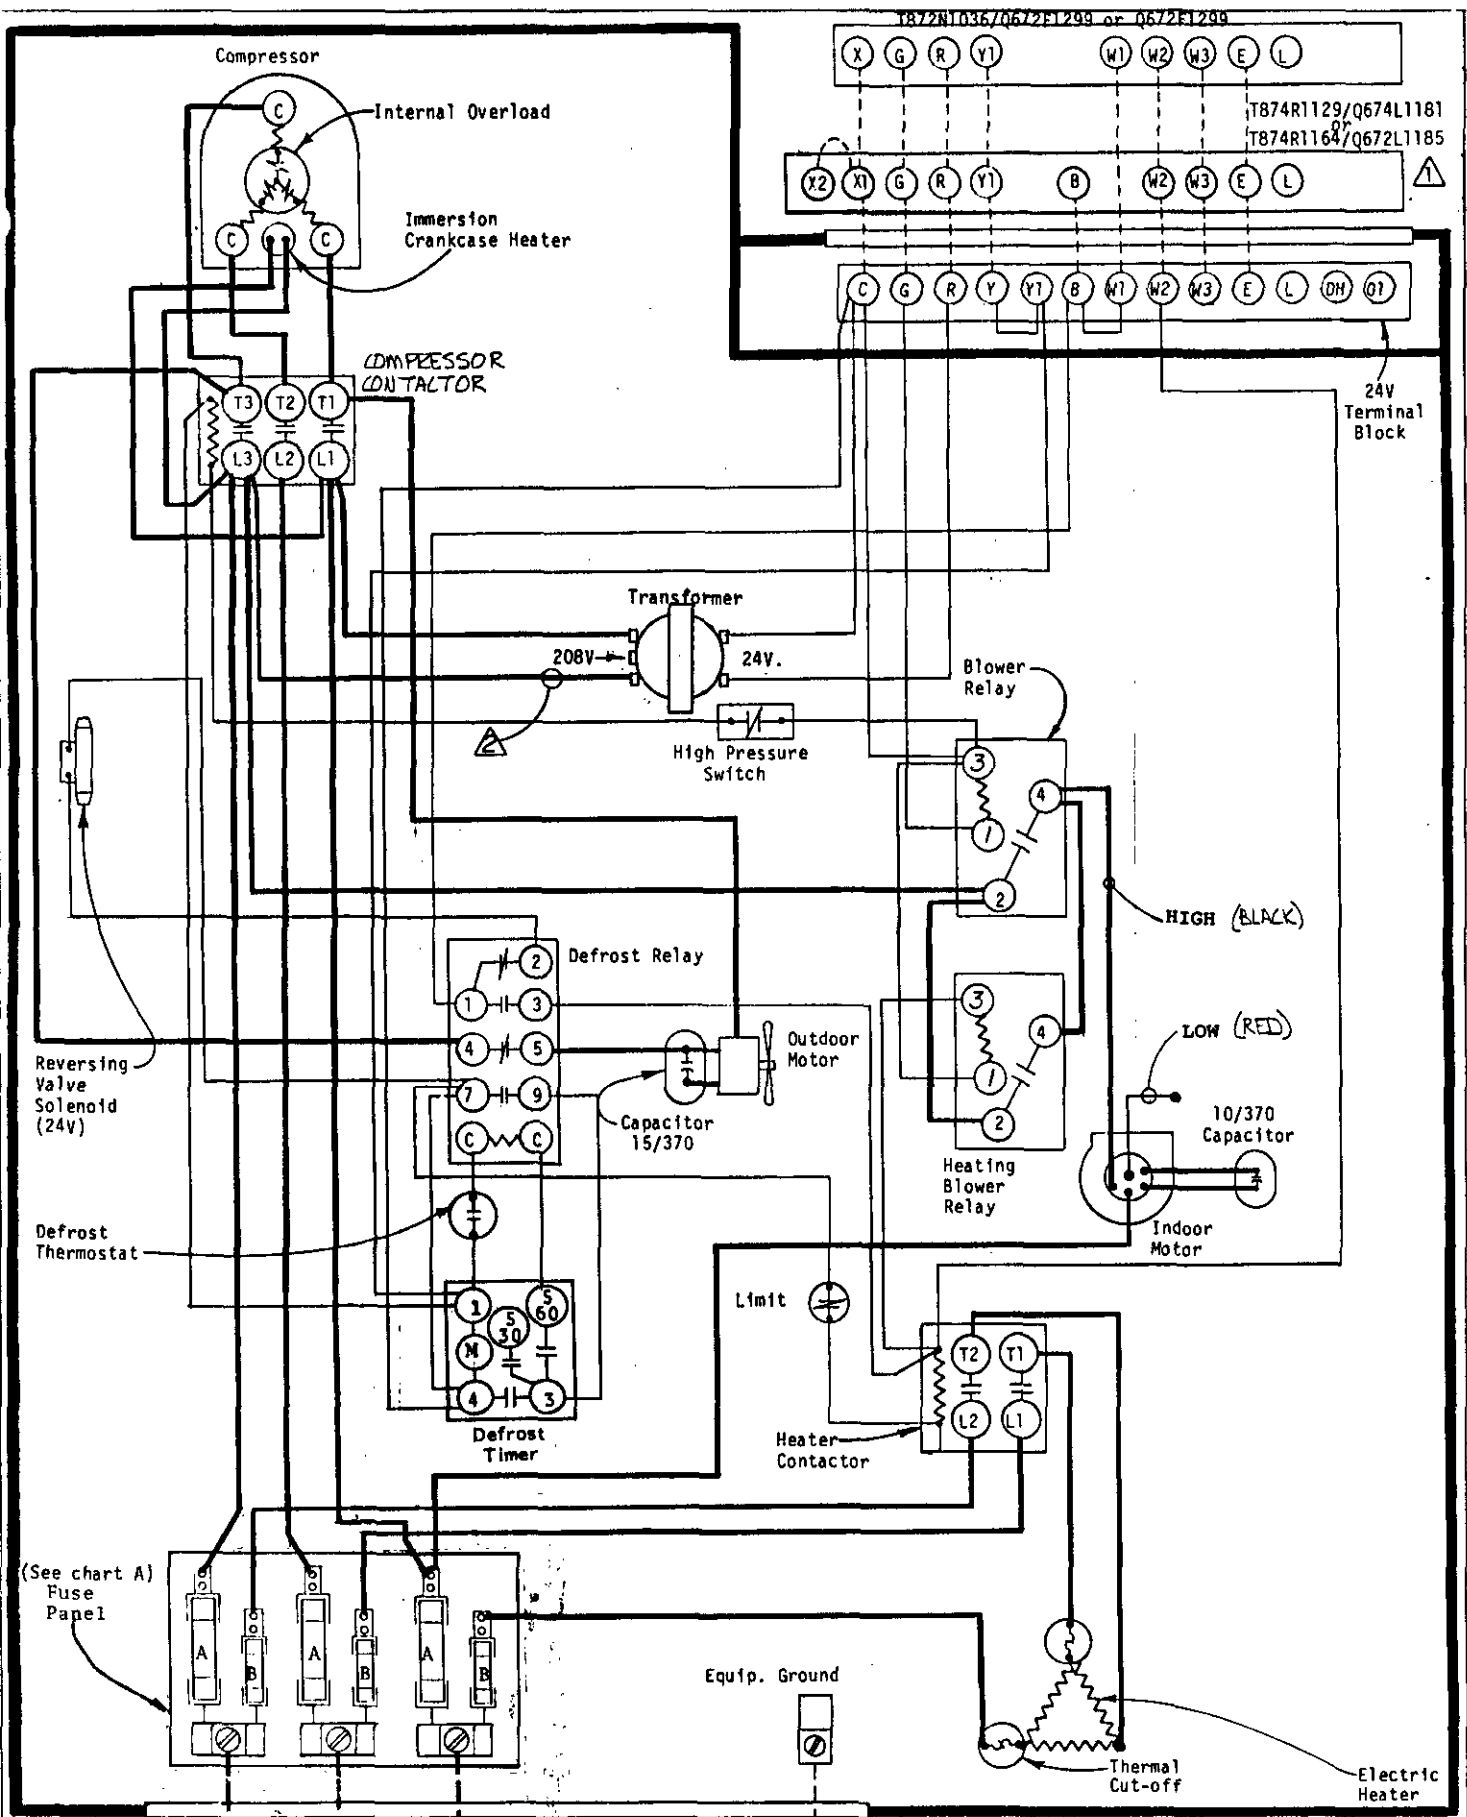 T872N1036/Q672F1299 or Q672E1299
X G R Y1 W1 W2 W3 E L
T874R1129/Q674L1181
or
T874R1164/Q672L1185
X2 X1 G R Y1 B W2 W3 E L
1
C G R Y Y1 B W1 W2 W3 E L DH O1
24V
Terminal
Block
Compressor
C
Internal Overload
Immersion
Crankcase Heater
C C
COMPRESSOR
CONTACTOR
T3 T2 T1
L3 L2 L1
Transformer
208V
24V.
2
High Pressure
Switch
Blower
Relay
3
4
1
2
HIGH (BLACK)
Defrost Relay
2
1 3
4 5
7 9
C C
Reversing
Valve
Solenoid
(24V)
Outdoor
Motor
Capacitor
15/370
3
4
1
2
Heating
Blower
Relay
LOW (RED)
10/370
Capacitor
Indoor
Motor
Defrost
Thermostat
1
S
60
S
30
M
4 3
Defrost
Timer
Limit
T2 T1
L2 L1
Heater
Contactor
(See chart A)
Fuse
Panel
A B A B A B
Equip. Ground
Thermal
Cut-off
Electric
Heater